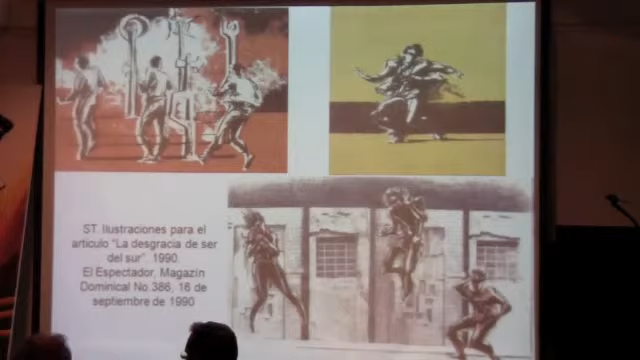 ST. Ilustraciones para el
articulo "La desgracia de ser
del sur". 1990.
El Espectador, Magazín
Dominical No 386, 16 de
septiembre de 1990